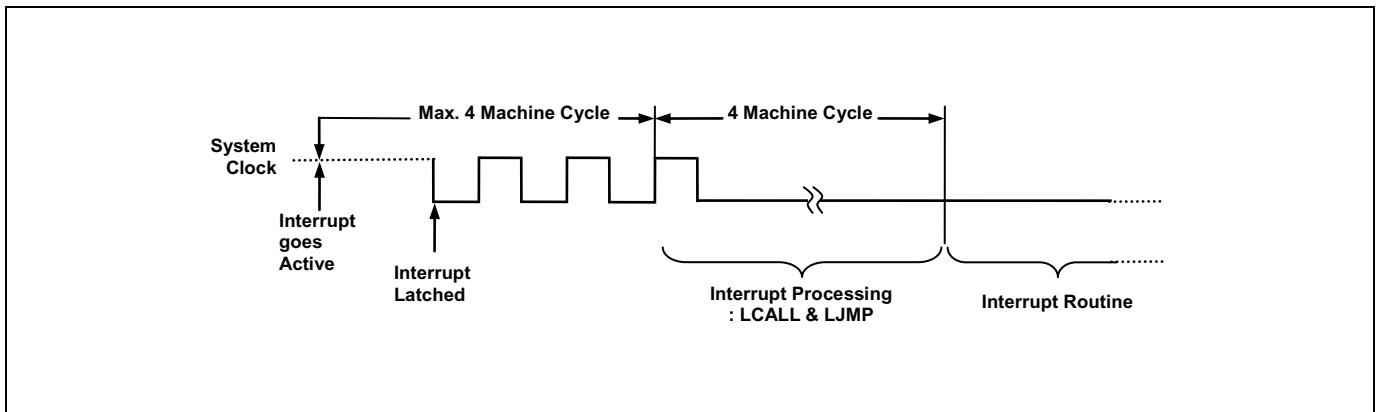 Max. 4 Machine Cycle
4 Machine Cycle
System
Clock
Interrupt
goes
Active
Interrupt
Latched
Interrupt Processing
: LCALL & LJMP
Interrupt Routine